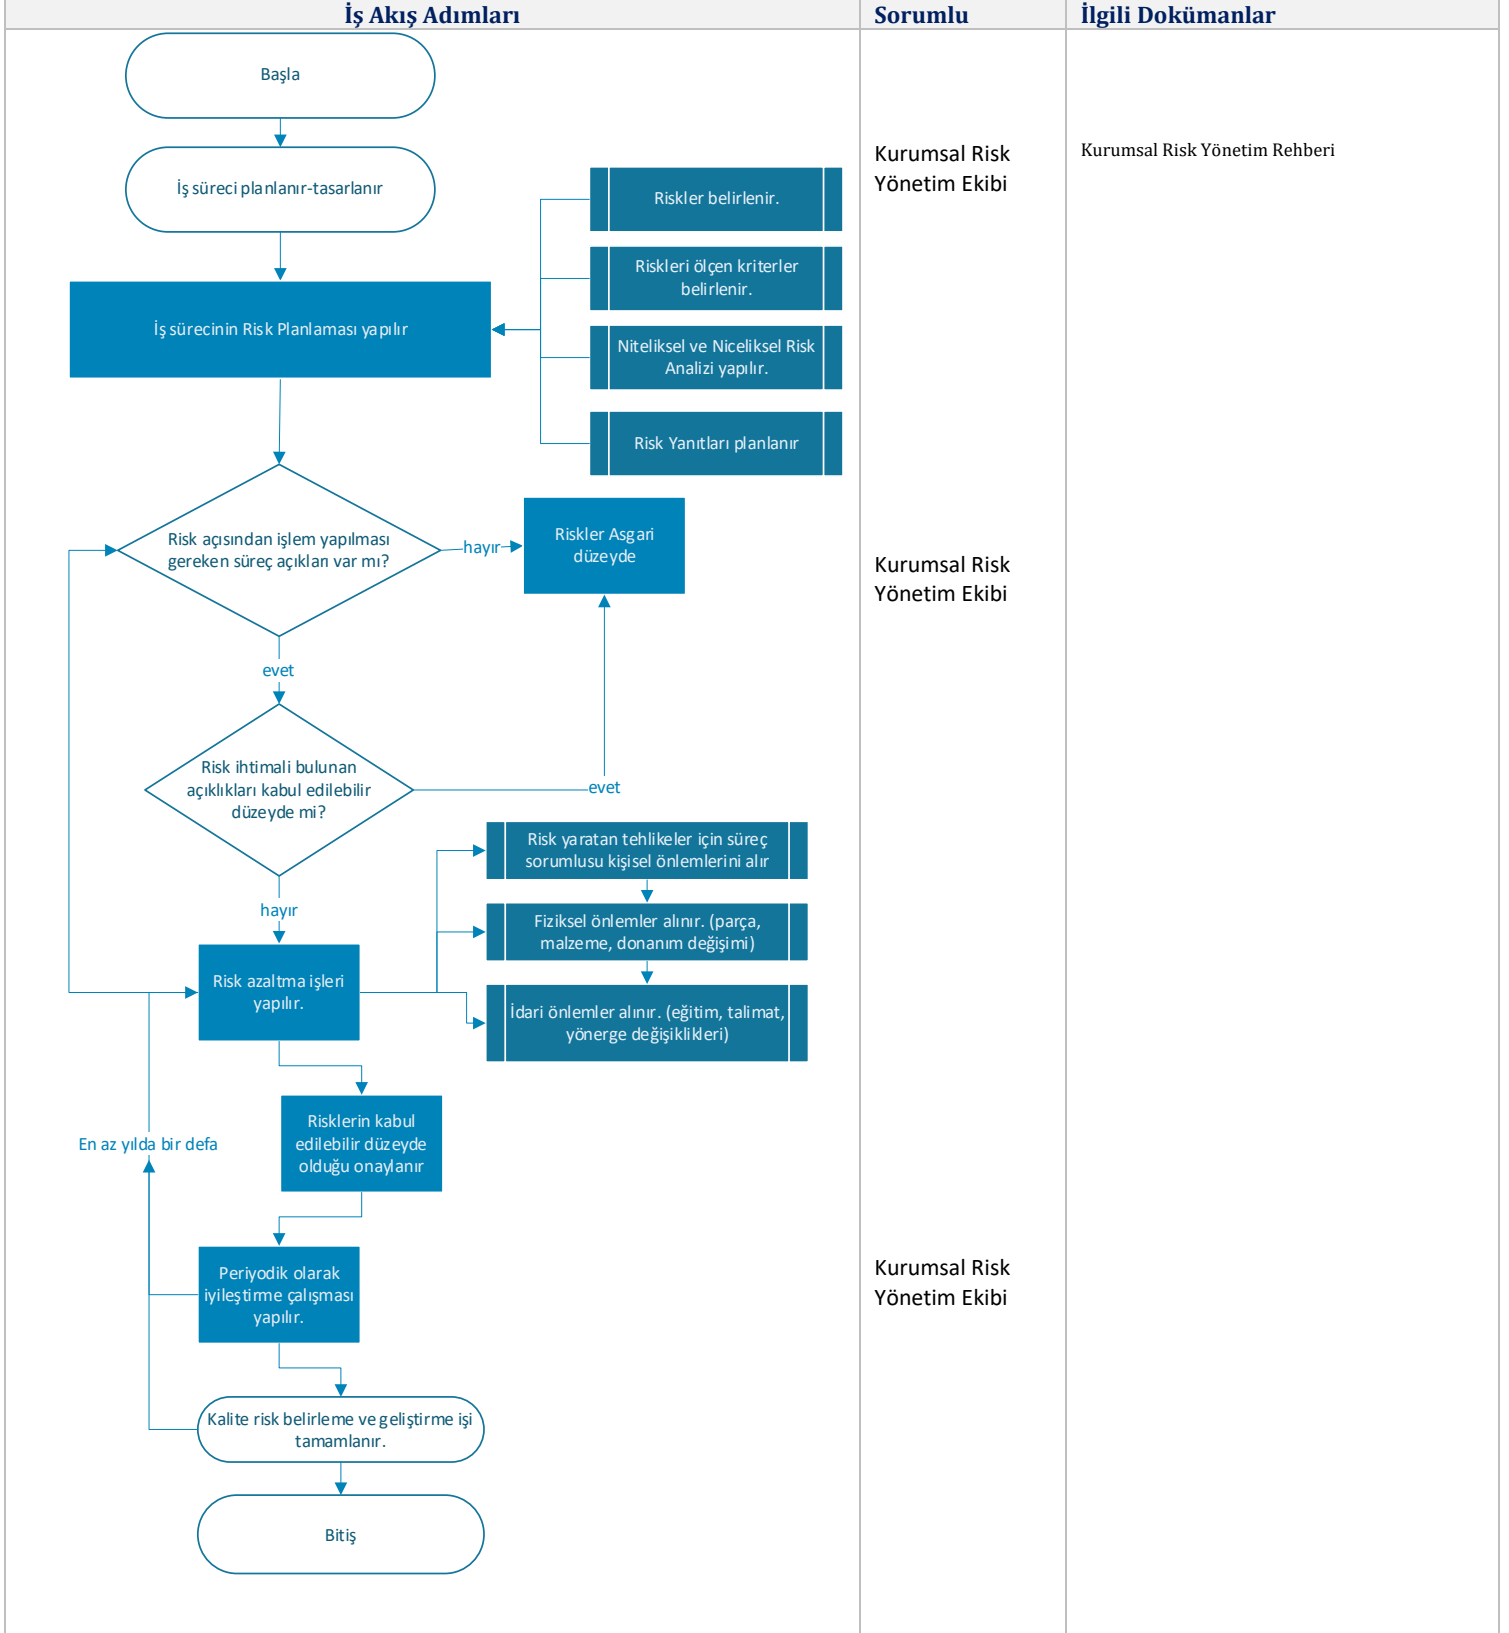 İş Akış Adımları
Sorumlu
İlgili Dokümanlar
Başla
İş süreci planlanır-tasarlanır
Kurumsal Risk
Yönetim Ekibi
Kurumsal Risk Yönetim Rehberi
Riskler belirlenir.
Riskleri ölçen kriterler
belirlenir.
İş sürecinin Risk Planlaması yapılır
Niteliksel ve Niceliksel Risk
Analizi yapılır.
Risk Yanıtları planlanır
Risk açısından işlem yapılması
gereken süreç açıkları var mı?
hayır
Riskler Asgari
düzeyde
Kurumsal Risk
Yönetim Ekibi
evet
Risk ihtimali bulunan
açıklıkları kabul edilebilir
düzeyde mi?
evet
hayır
Risk yaratan tehlikeler için süreç
sorumlusu kişisel önlemlerini alır
Fiziksel önlemler alınır. (parça,
malzeme, donanım değişimi)
Risk azaltma işleri
yapılır.
İdari önlemler alınır. (eğitim, talimat,
yönerge değişiklikleri)
Risklerin kabul
edilebilir düzeyde
olduğu onaylanır
En az yılda bir defa
Periyodik olarak
iyileştirme çalışması
yapılır.
Kurumsal Risk
Yönetim Ekibi
Kalite risk belirleme ve geliştirme işi
tamamlanır.
Bitiş